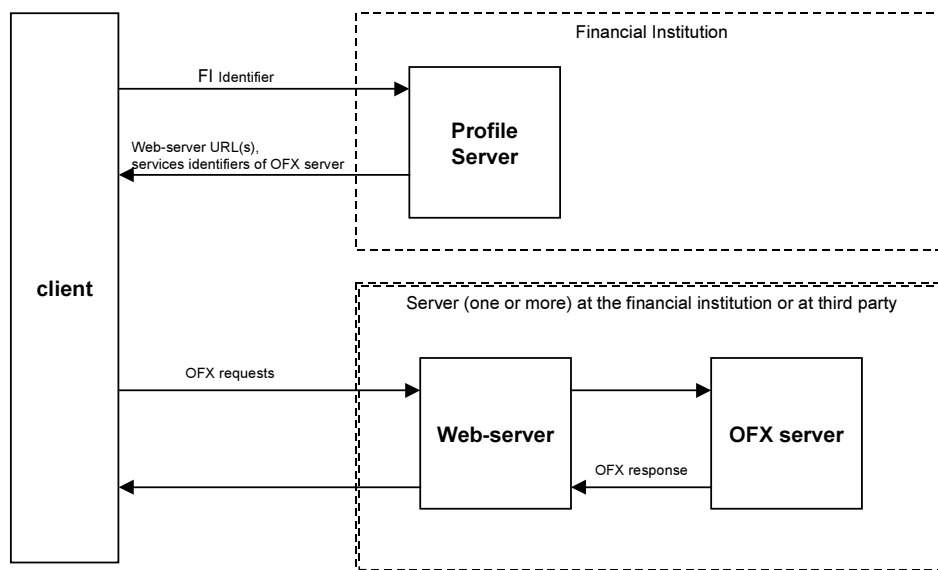 Financial Institution
FI Identifier
Profile
Server
Web-server URL(s),
services identifiers of OFX server
client
Server (one or more) at the financial institution or at third party
OFX requests
Web-server
OFX server
OFX response